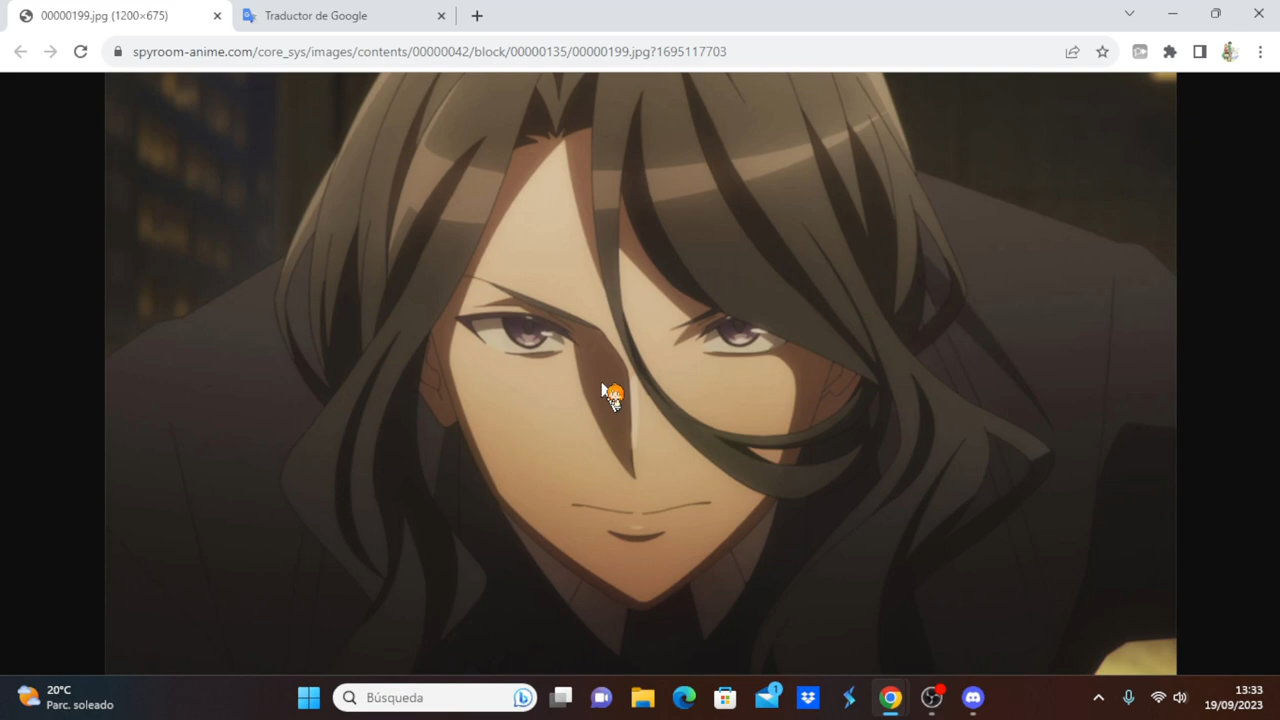 00000199.jpg (1200×675)
Traductor de Google
spyroom-anime.com/core_sys/images/contents/00000042/block/00000135/00000199.jpg?1695117703
20°C
Parc. soleado
Búsqueda
1
13:33
19/09/2023